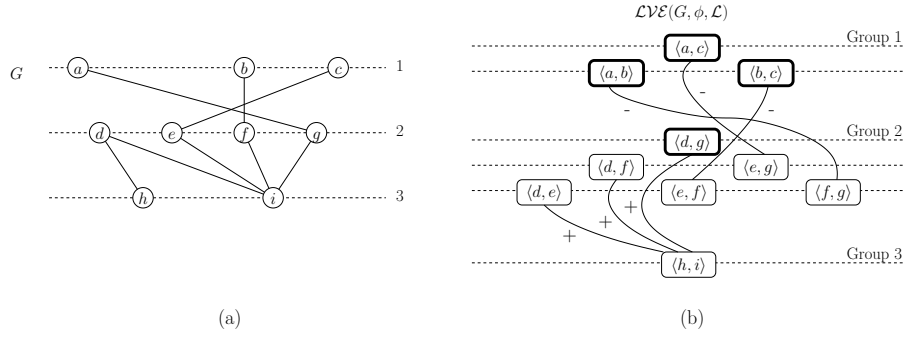 G
a b c 1
d e f g 2
h i 3
(a)
LVE(G, ϕ, L)
Group 1
⟨a, c⟩
⟨a, b⟩ ⟨b, c⟩
- - -
Group 2
⟨d, g⟩
⟨d, f⟩ ⟨e, g⟩
⟨d, e⟩ ⟨e, f⟩ ⟨f, g⟩
+ + +
Group 3
⟨h, i⟩
(b)